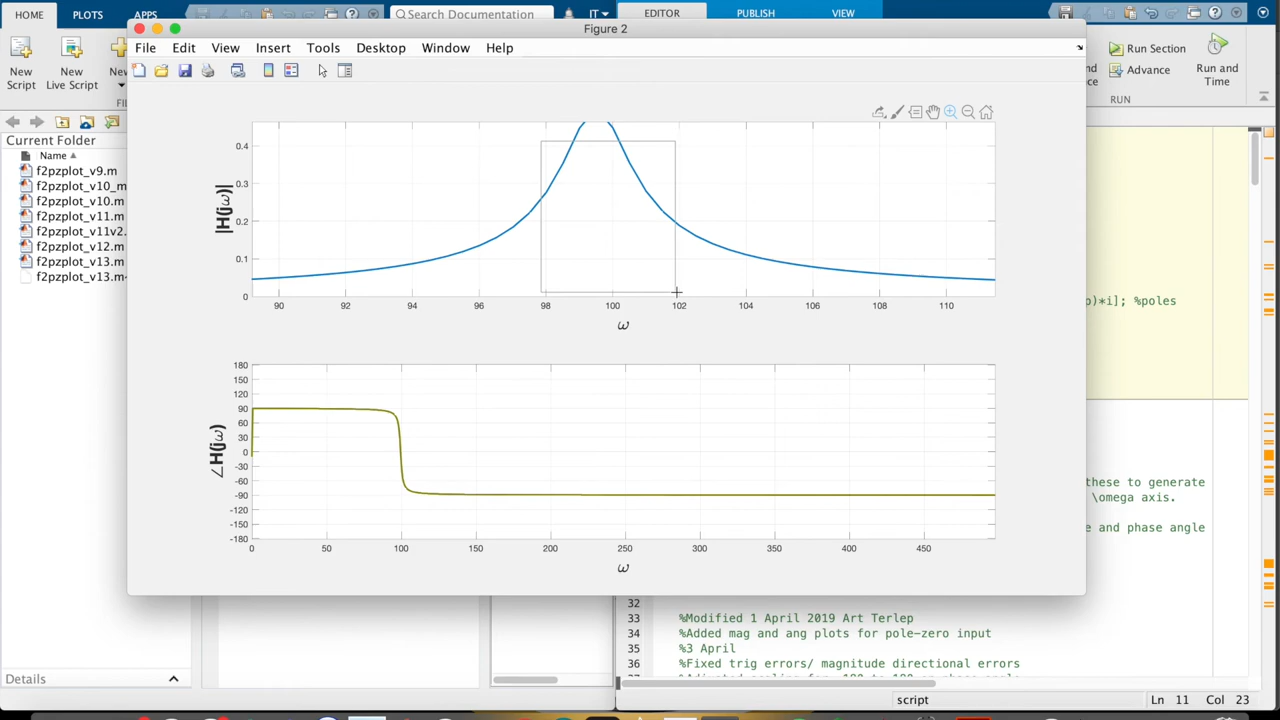 HOME PLOTS APPS
Search Documentation
IT
EDITOR PUBLISH VIEW
Figure 2
File Edit View Insert Tools Desktop Window Help
New Script
New Live Script
New
Run Section
Advance
Run and Time
RUN
Current Folder
Name
f2pzplot_v9.m
f2pzplot_v10_m
f2pzplot_v10.m
f2pzplot_v11.m
f2pzplot_v11v2.
f2pzplot_v12.m
f2pzplot_v13.m
f2pzplot_v13.m~
|H(jω)|
0.4
0.3
0.2
0.1
0
90 92 94 96 98 100 102 104 106 108 110
ω
∠H(jω)
180
150
120
90
60
30
0
-30
-60
-90
-120
-150
-180
0 50 100 150 200 250 300 350 400 450
ω
o)*i]; %poles
these to generate
\omega axis.
e and phase angle
32
33 %Modified 1 April 2019 Art Terlep
34 %Added mag and ang plots for pole-zero input
35 %3 April
36 %Fixed trig errors/ magnitude directional errors
Details
script
Ln 11 Col 23